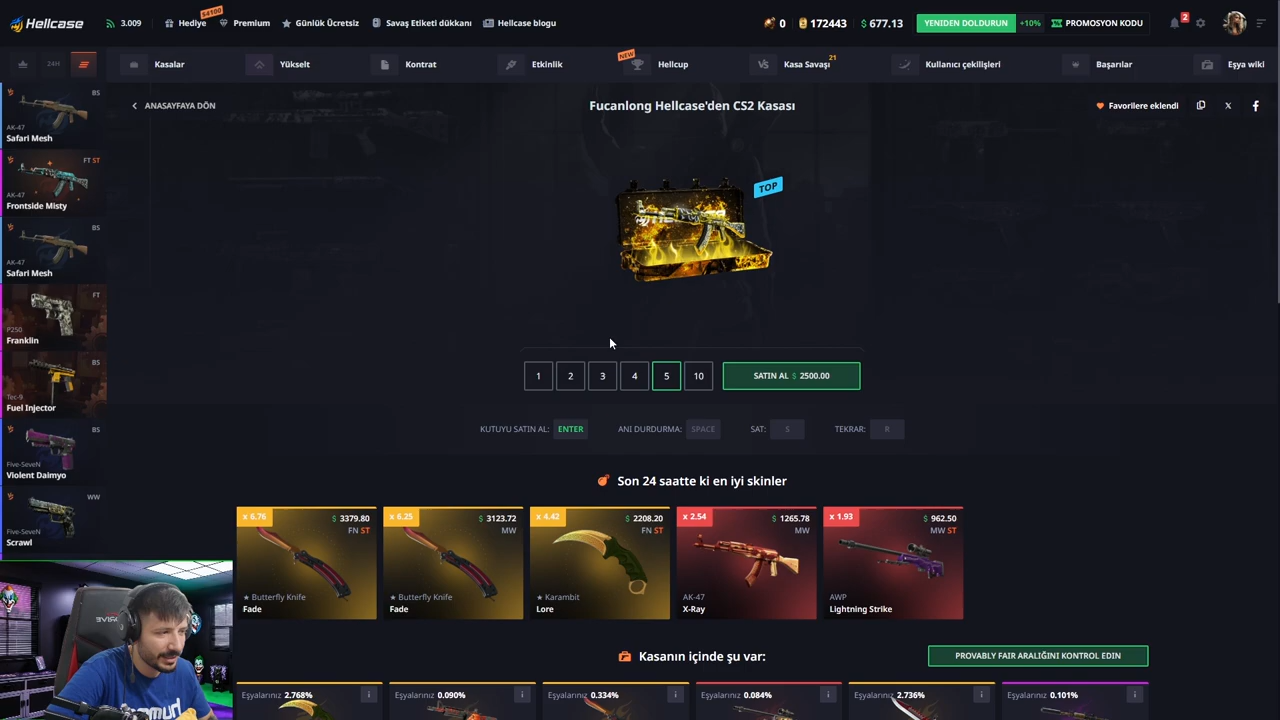 Hellcase
3.009
Hediye
$4100
Premium
Günlük Ücretsiz
Savaş Etiketi dükkanı
Hellcase blogu
0
172443
$ 677.13
YENİDEN DOLDURUN
+10%
PROMOSYON KODU
2
24H
Kasalar
Yükselt
Kontrat
Etkinlik
NEW
Hellcup
VS
Kasa Savaşı
21
Kullanıcı çekilişleri
Başarılar
Eşya wiki
ANASAYFAYA DÖN
Fucanlong Hellcase'den CS2 Kasası
Favorilere eklendi
TOP
BS
AK-47
Safari Mesh
FT ST
AK-47
Frontside Misty
BS
AK-47
Safari Mesh
FT
P250
Franklin
BS
Tec-9
Fuel Injector
BS
Five-SeveN
Violent Daimyo
WW
Five-SeveN
Scrawl
1
2
3
4
5
10
SATIN AL $ 2500.00
KUTUYU SATIN AL: ENTER
ANI DURDURMA: SPACE
SAT: S
TEKRAR: R
Son 24 saatte ki en iyi skinler
x 6.76
$ 3379.80
FN ST
★ Butterfly Knife
Fade
x 6.25
$ 3123.72
MW
★ Butterfly Knife
Fade
x 4.42
$ 2208.20
FN ST
★ Karambit
Lore
x 2.54
$ 1265.78
MW
AK-47
X-Ray
x 1.93
$ 962.50
MW ST
AWP
Lightning Strike
Kasanın içinde şu var:
PROVABLY FAIR ARALIĞINI KONTROL EDIN
Eşyalarınız 2.768%
Eşyalarınız 0.090%
Eşyalarınız 0.334%
Eşyalarınız 0.084%
Eşyalarınız 2.736%
Eşyalarınız 0.101%